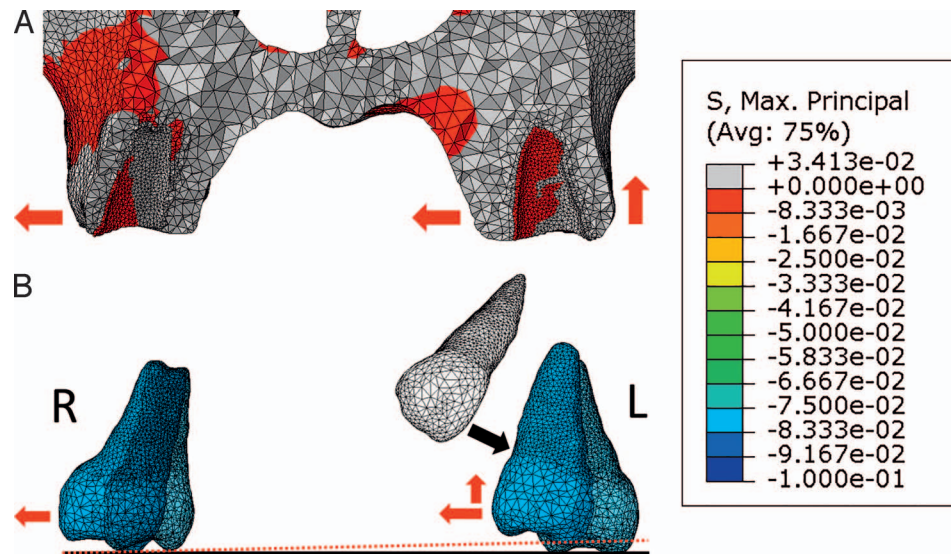 A
S, Max. Principal
(Avg: 75%)
+3.413e-02
+0.000e+00
-8.333e-03
-1.667e-02
-2.500e-02
-3.333e-02
-4.167e-02
-5.000e-02
-5.833e-02
-6.667e-02
-7.500e-02
-8.333e-02
-9.167e-02
-1.000e-01
B
R
L